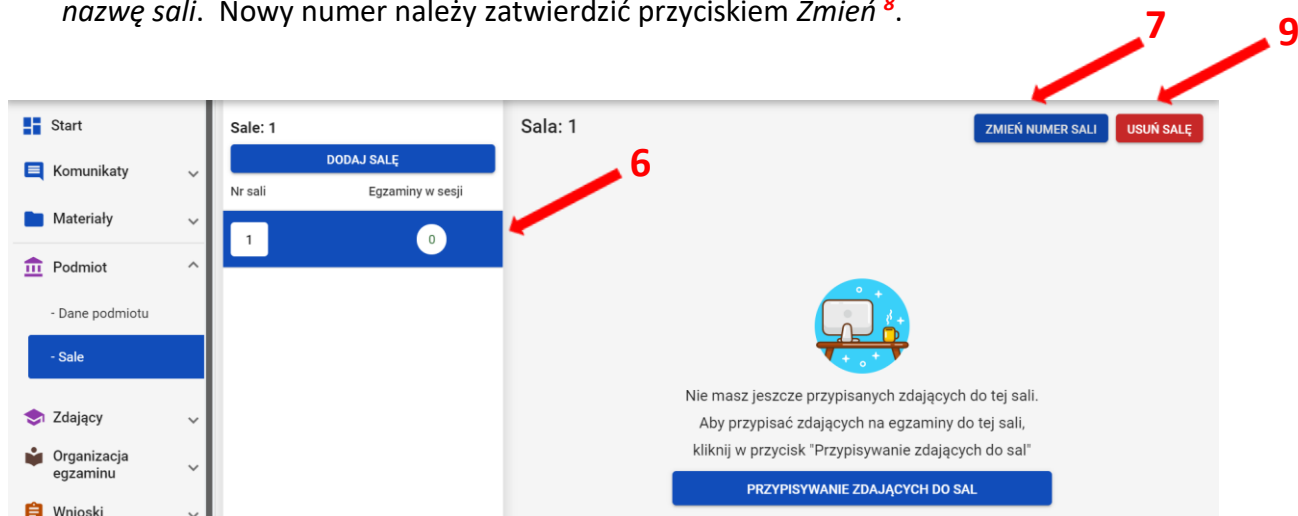 nazwę sali. Nowy numer należy zatwierdzić przyciskiem Zmień 8.
7
9
Start
Komunikaty
Materiały
Podmiot
- Dane podmiotu
- Sale
Zdający
Organizacja
egzaminu
Wnioski
Sale: 1
DODAJ SALĘ
Nr sali Egzaminy w sesji
1 0
6
Sala: 1
ZMIEŃ NUMER SALI USUŃ SALĘ
Nie masz jeszcze przypisanych zdających do tej sali.
Aby przypisać zdających na egzaminy do tej sali,
kliknij w przycisk "Przypisywanie zdających do sal"
PRZYPISYWANIE ZDAJĄCYCH DO SAL